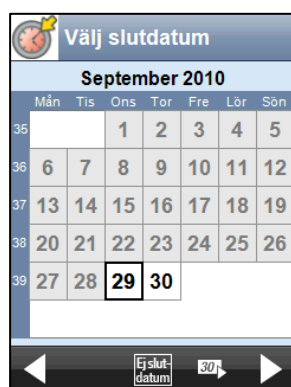 Välj slutdatum
September 2010
Mån Tis Ons Tor Fre Lör Sön
35 1 2 3 4 5
36 6 7 8 9 10 11 12
37 13 14 15 16 17 18 19
38 20 21 22 23 24 25 26
39 27 28 29 30
Ej slut-
datum
30